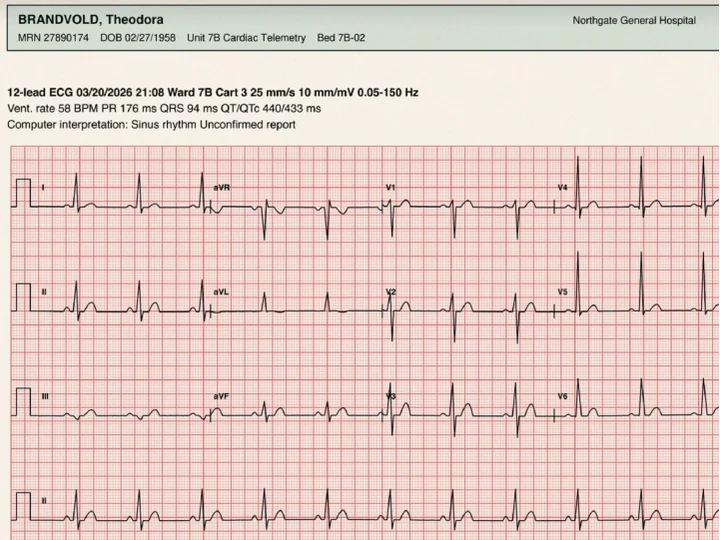 BRANDVOLD, Theodora
Northgate General Hospital
MRN 27890174 DOB 02/27/1958 Unit 7B Cardiac Telemetry Bed 7B-02
12-lead ECG 03/20/2026 21:08 Ward 7B Cart 3 25 mm/s 10 mm/mV 0.05-150 Hz
Vent. rate 58 BPM PR 176 ms QRS 94 ms QT/QTc 440/433 ms
Computer interpretation: Sinus rhythm Unconfirmed report
I aVR V1 V4
II aVL V2 V5
III aVF V3 V6
II